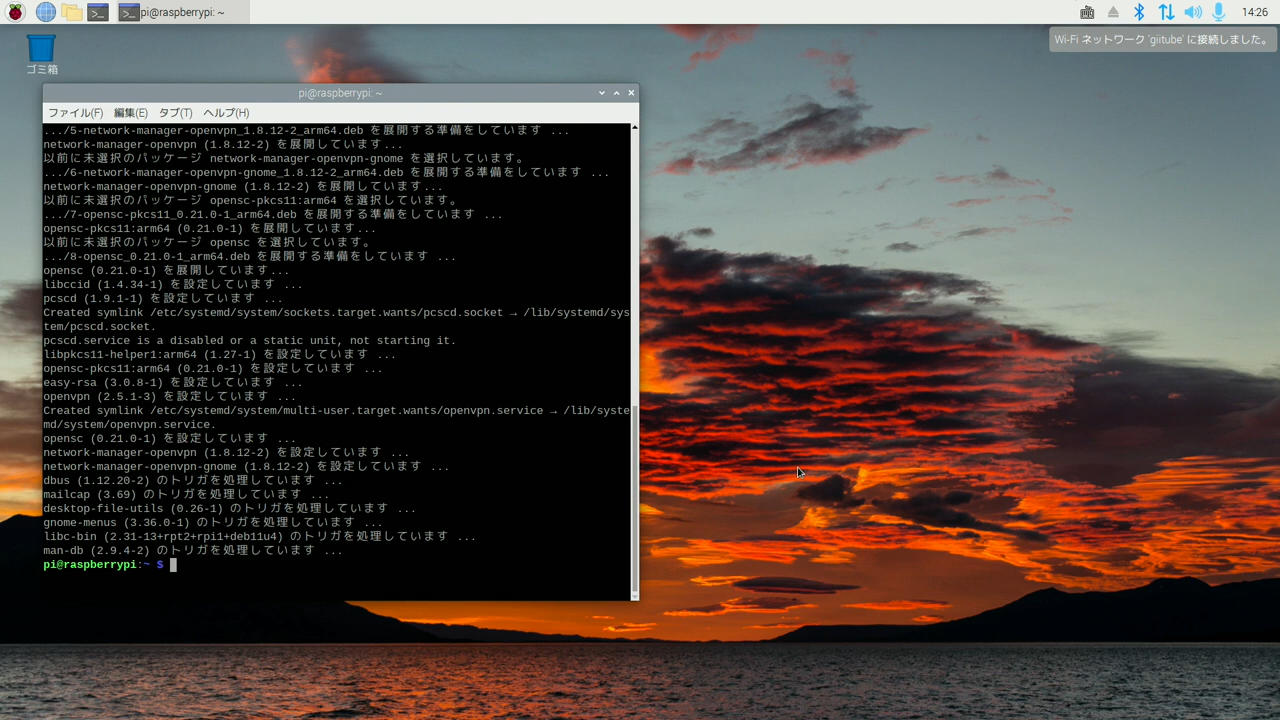 pi@raspberrypi: ~
14:26
Wi-Fi ネットワーク 'giitube' に接続しました。
ゴミ箱
pi@raspberrypi: ~
ファイル(F) 編集(E) タブ(T) ヘルプ(H)
.../5-network-manager-openvpn_1.8.12-2_arm64.deb を展開する準備をしています ...
network-manager-openvpn (1.8.12-2) を展開しています...
以前に未選択のパッケージ network-manager-openvpn-gnome を選択しています。
.../6-network-manager-openvpn-gnome_1.8.12-2_arm64.deb を展開する準備をしています ...
network-manager-openvpn-gnome (1.8.12-2) を展開しています...
以前に未選択のパッケージ opensc-pkcs11:arm64 を選択しています。
.../7-opensc-pkcs11_0.21.0-1_arm64.deb を展開する準備をしています ...
opensc-pkcs11:arm64 (0.21.0-1) を展開しています...
以前に未選択のパッケージ opensc を選択しています。
.../8-opensc_0.21.0-1_arm64.deb を展開する準備をしています ...
opensc (0.21.0-1) を展開しています...
libccid (1.4.34-1) を設定しています ...
pcscd (1.9.1-1) を設定しています ...
Created symlink /etc/systemd/system/sockets.target.wants/pcscd.socket → /lib/systemd/sys
tem/pcscd.socket.
pcscd.service is a disabled or a static unit, not starting it.
libpkcs11-helper1:arm64 (1.27-1) を設定しています ...
opensc-pkcs11:arm64 (0.21.0-1) を設定しています ...
easy-rsa (3.0.8-1) を設定しています ...
openvpn (2.5.1-3) を設定しています ...
Created symlink /etc/systemd/system/multi-user.target.wants/openvpn.service → /lib/syste
md/system/openvpn.service.
opensc (0.21.0-1) を設定しています ...
network-manager-openvpn (1.8.12-2) を設定しています ...
network-manager-openvpn-gnome (1.8.12-2) を設定しています ...
dbus (1.12.20-2) のトリガを処理しています ...
mailcap (3.69) のトリガを処理しています ...
desktop-file-utils (0.26-1) のトリガを処理しています ...
gnome-menus (3.36.0-1) のトリガを処理しています ...
libc-bin (2.31-13+rpt2+rpi1+deb11u4) のトリガを処理しています ...
man-db (2.9.4-2) のトリガを処理しています ...
pi@raspberrypi:~ $